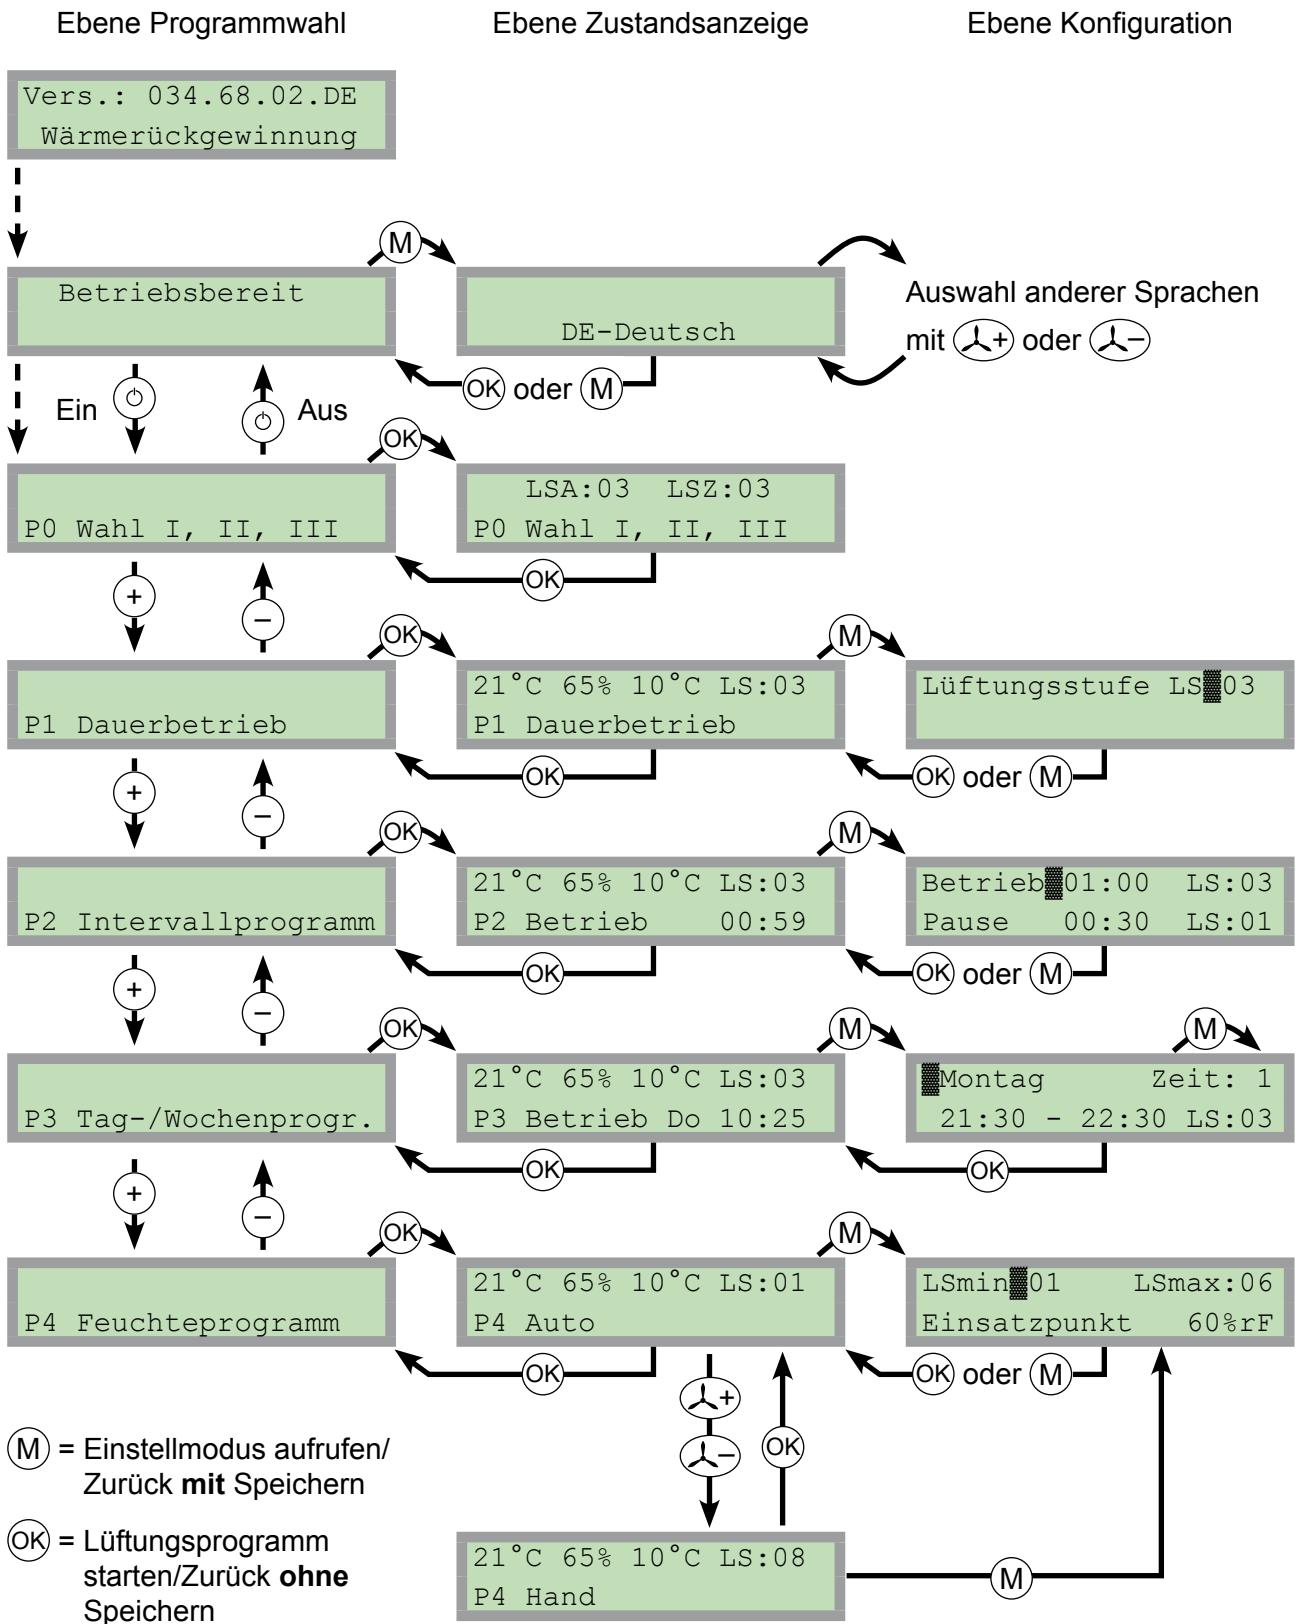 Ebene Programmwahl
Ebene Zustandsanzeige
Ebene Konfiguration
Vers.: 034.68.02.DE
Wärmerückgewinnung
M
Betriebsbereit
DE-Deutsch
Auswahl anderer Sprachen
mit + oder −
OK oder M
Ein
Aus
OK
P0 Wahl I, II, III
LSA:03 LSZ:03
P0 Wahl I, II, III
OK
+
−
OK
M
P1 Dauerbetrieb
21°C 65% 10°C LS:03
P1 Dauerbetrieb
Lüftungsstufe LS 03
OK
OK oder M
+
−
OK
M
P2 Intervallprogramm
21°C 65% 10°C LS:03
P2 Betrieb 00:59
Betrieb 01:00 LS:03
Pause 00:30 LS:01
OK
OK oder M
+
−
OK
M
M
P3 Tag-/Wochenprogr.
21°C 65% 10°C LS:03
P3 Betrieb Do 10:25
Montag Zeit: 1
21:30 - 22:30 LS:03
OK
OK
+
−
OK
M
P4 Feuchteprogramm
21°C 65% 10°C LS:01
P4 Auto
LSmin 01 LSmax:06
Einsatzpunkt 60%rF
OK
OK oder M
+
−
OK
M = Einstellmodus aufrufen/
Zurück mit Speichern
OK = Lüftungsprogramm
starten/Zurück ohne
Speichern
21°C 65% 10°C LS:08
P4 Hand
M